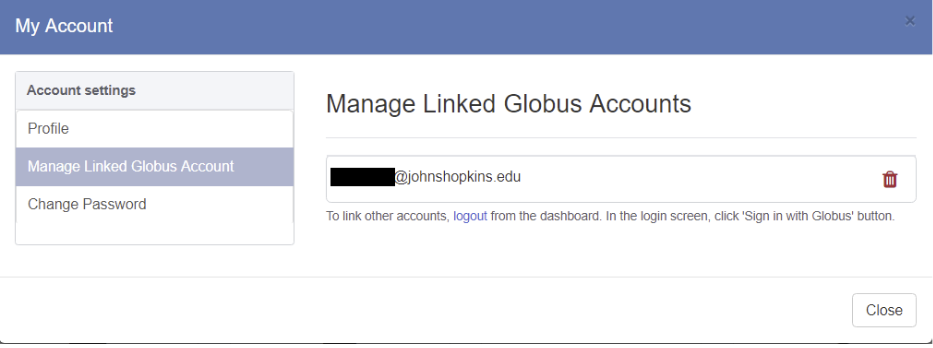 My Account
×
Account settings
Profile
Manage Linked Globus Account
Change Password
Manage Linked Globus Accounts
@johnshopkins.edu
To link other accounts, logout from the dashboard. In the login screen, click 'Sign in with Globus' button.
Close